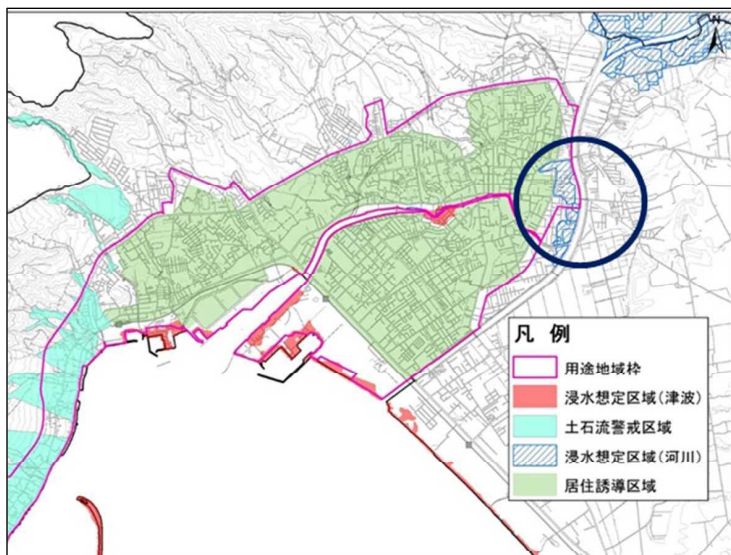 N
凡 例
用途地域枠
浸水想定区域(津波)
土石流警戒区域
浸水想定区域(河川)
居住誘導区域